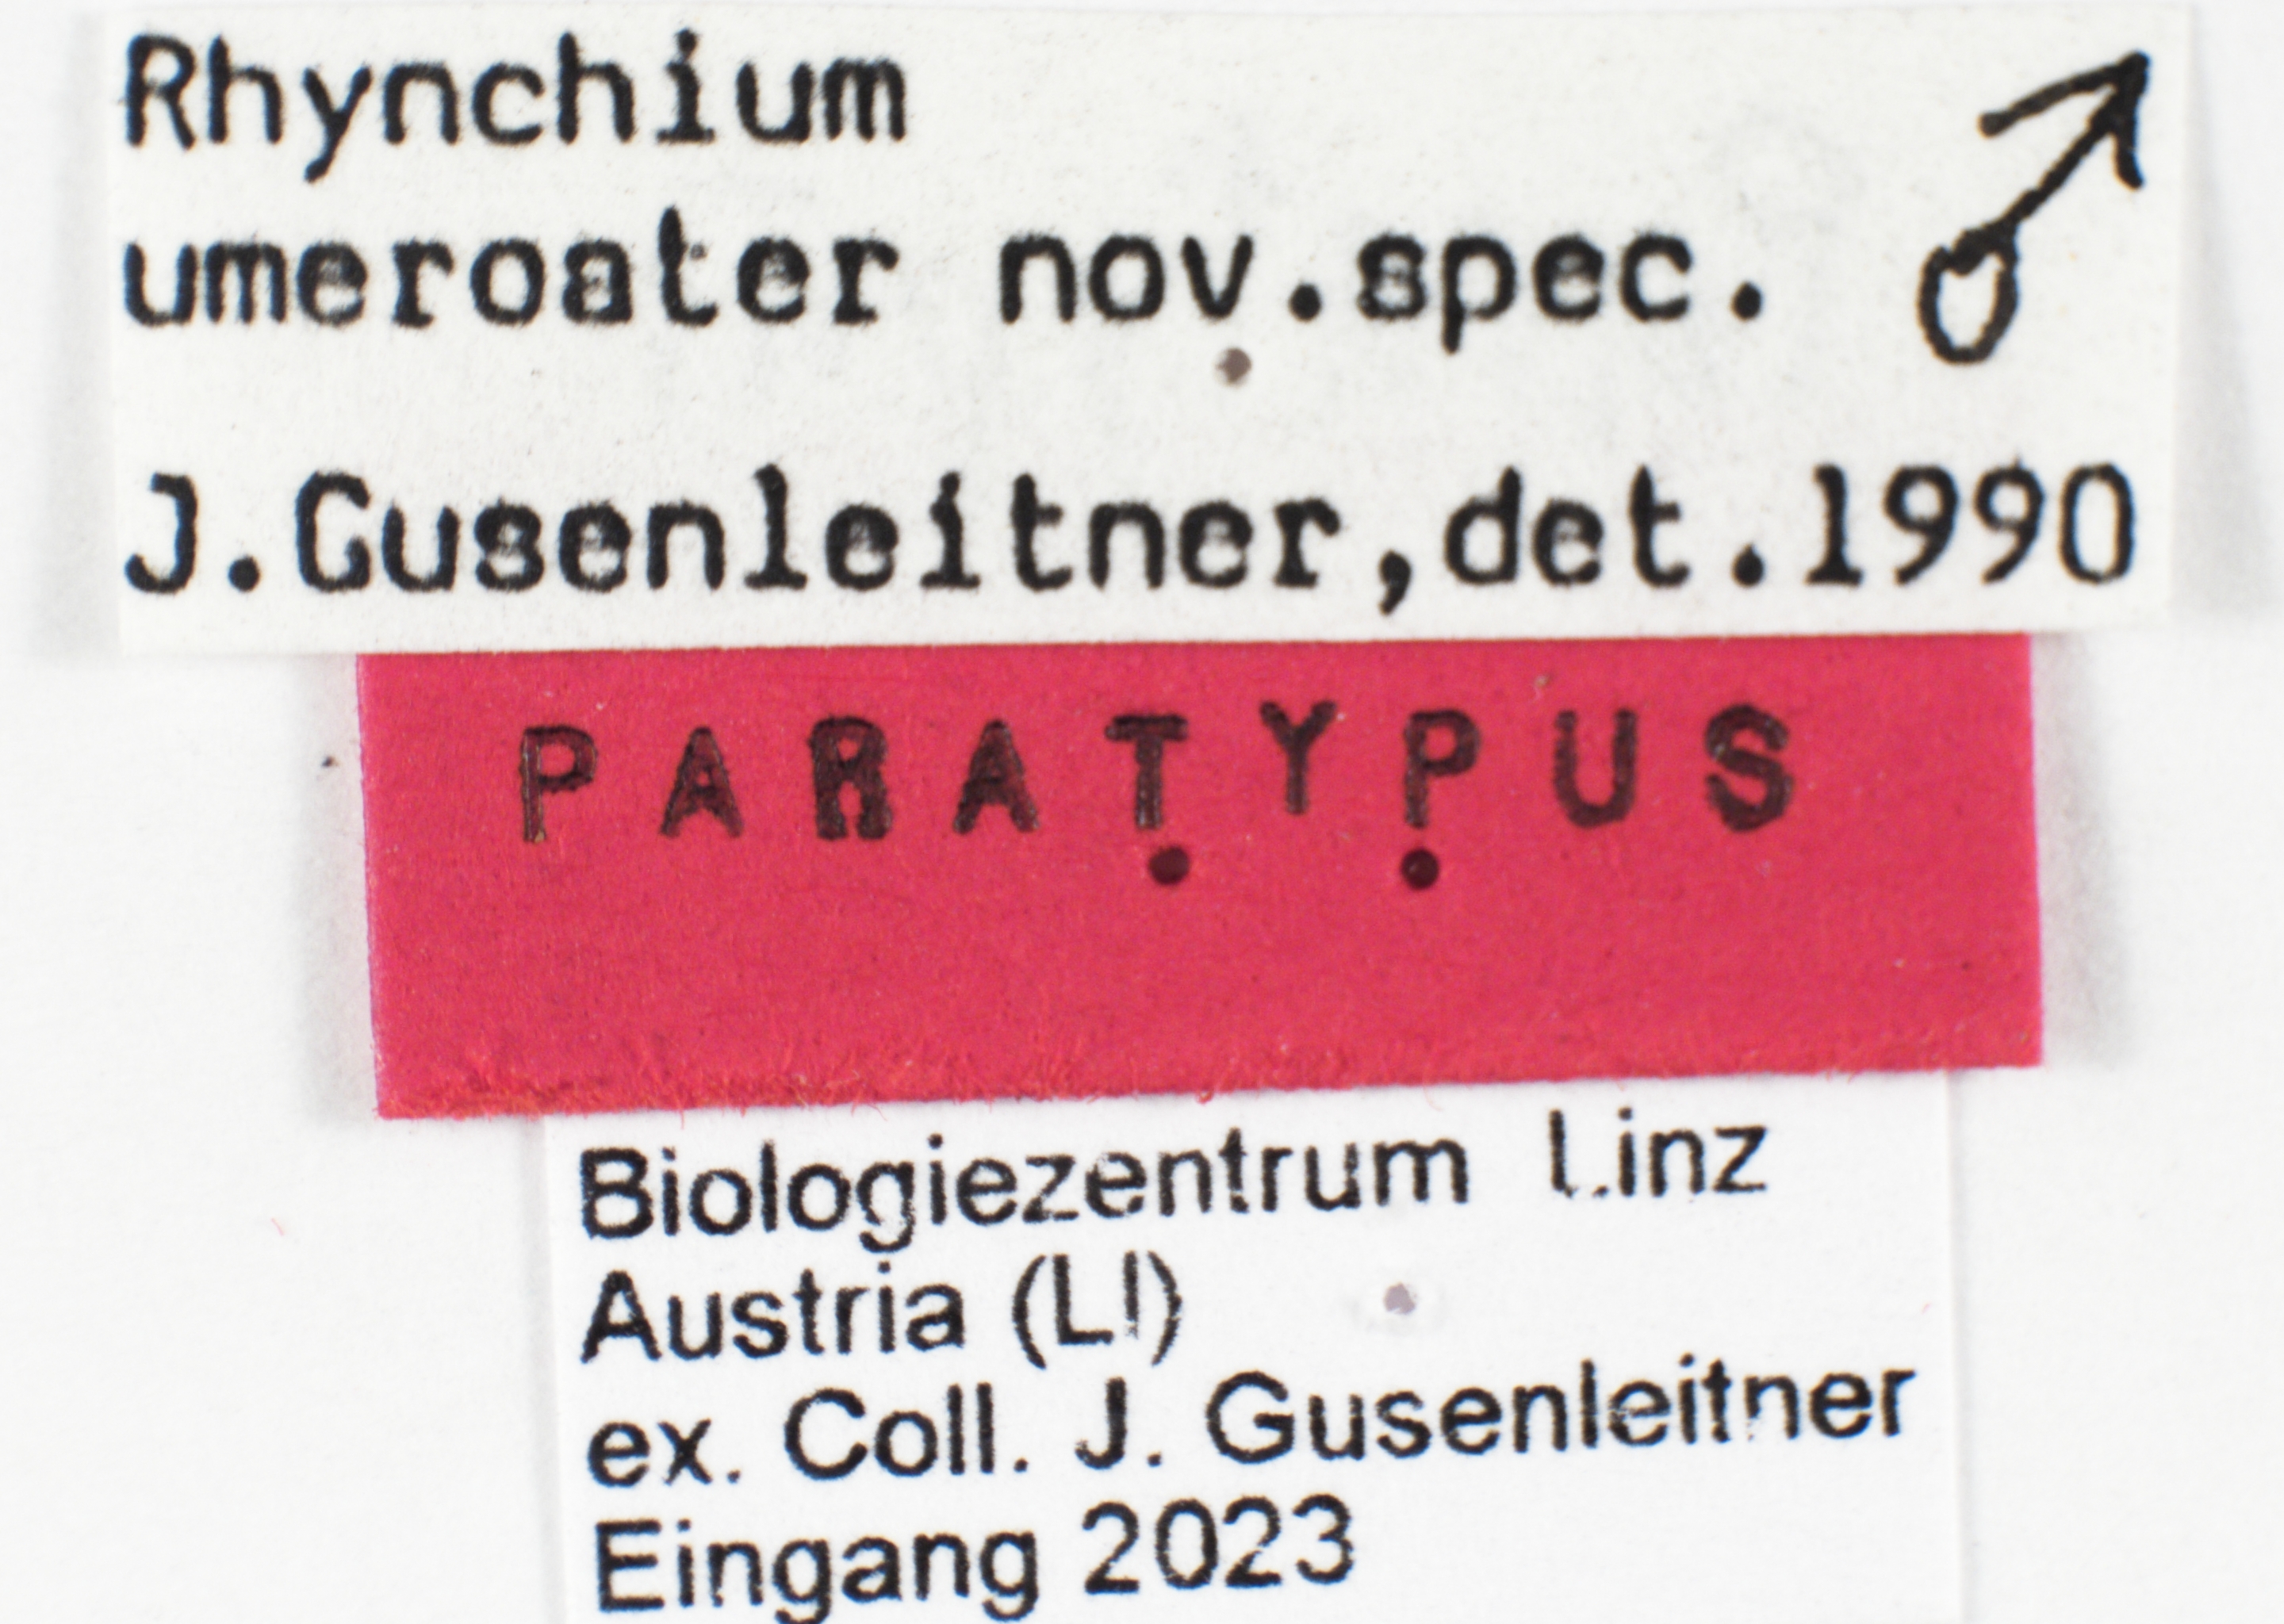 Rhynchium
umeroater nov.spec. ♂
J.Gusenleitner,det.1990
PARATYPUS
Biologiezentrum Linz
Austria (LI)
ex. Coll. J. Gusenleitner
Eingang 2023